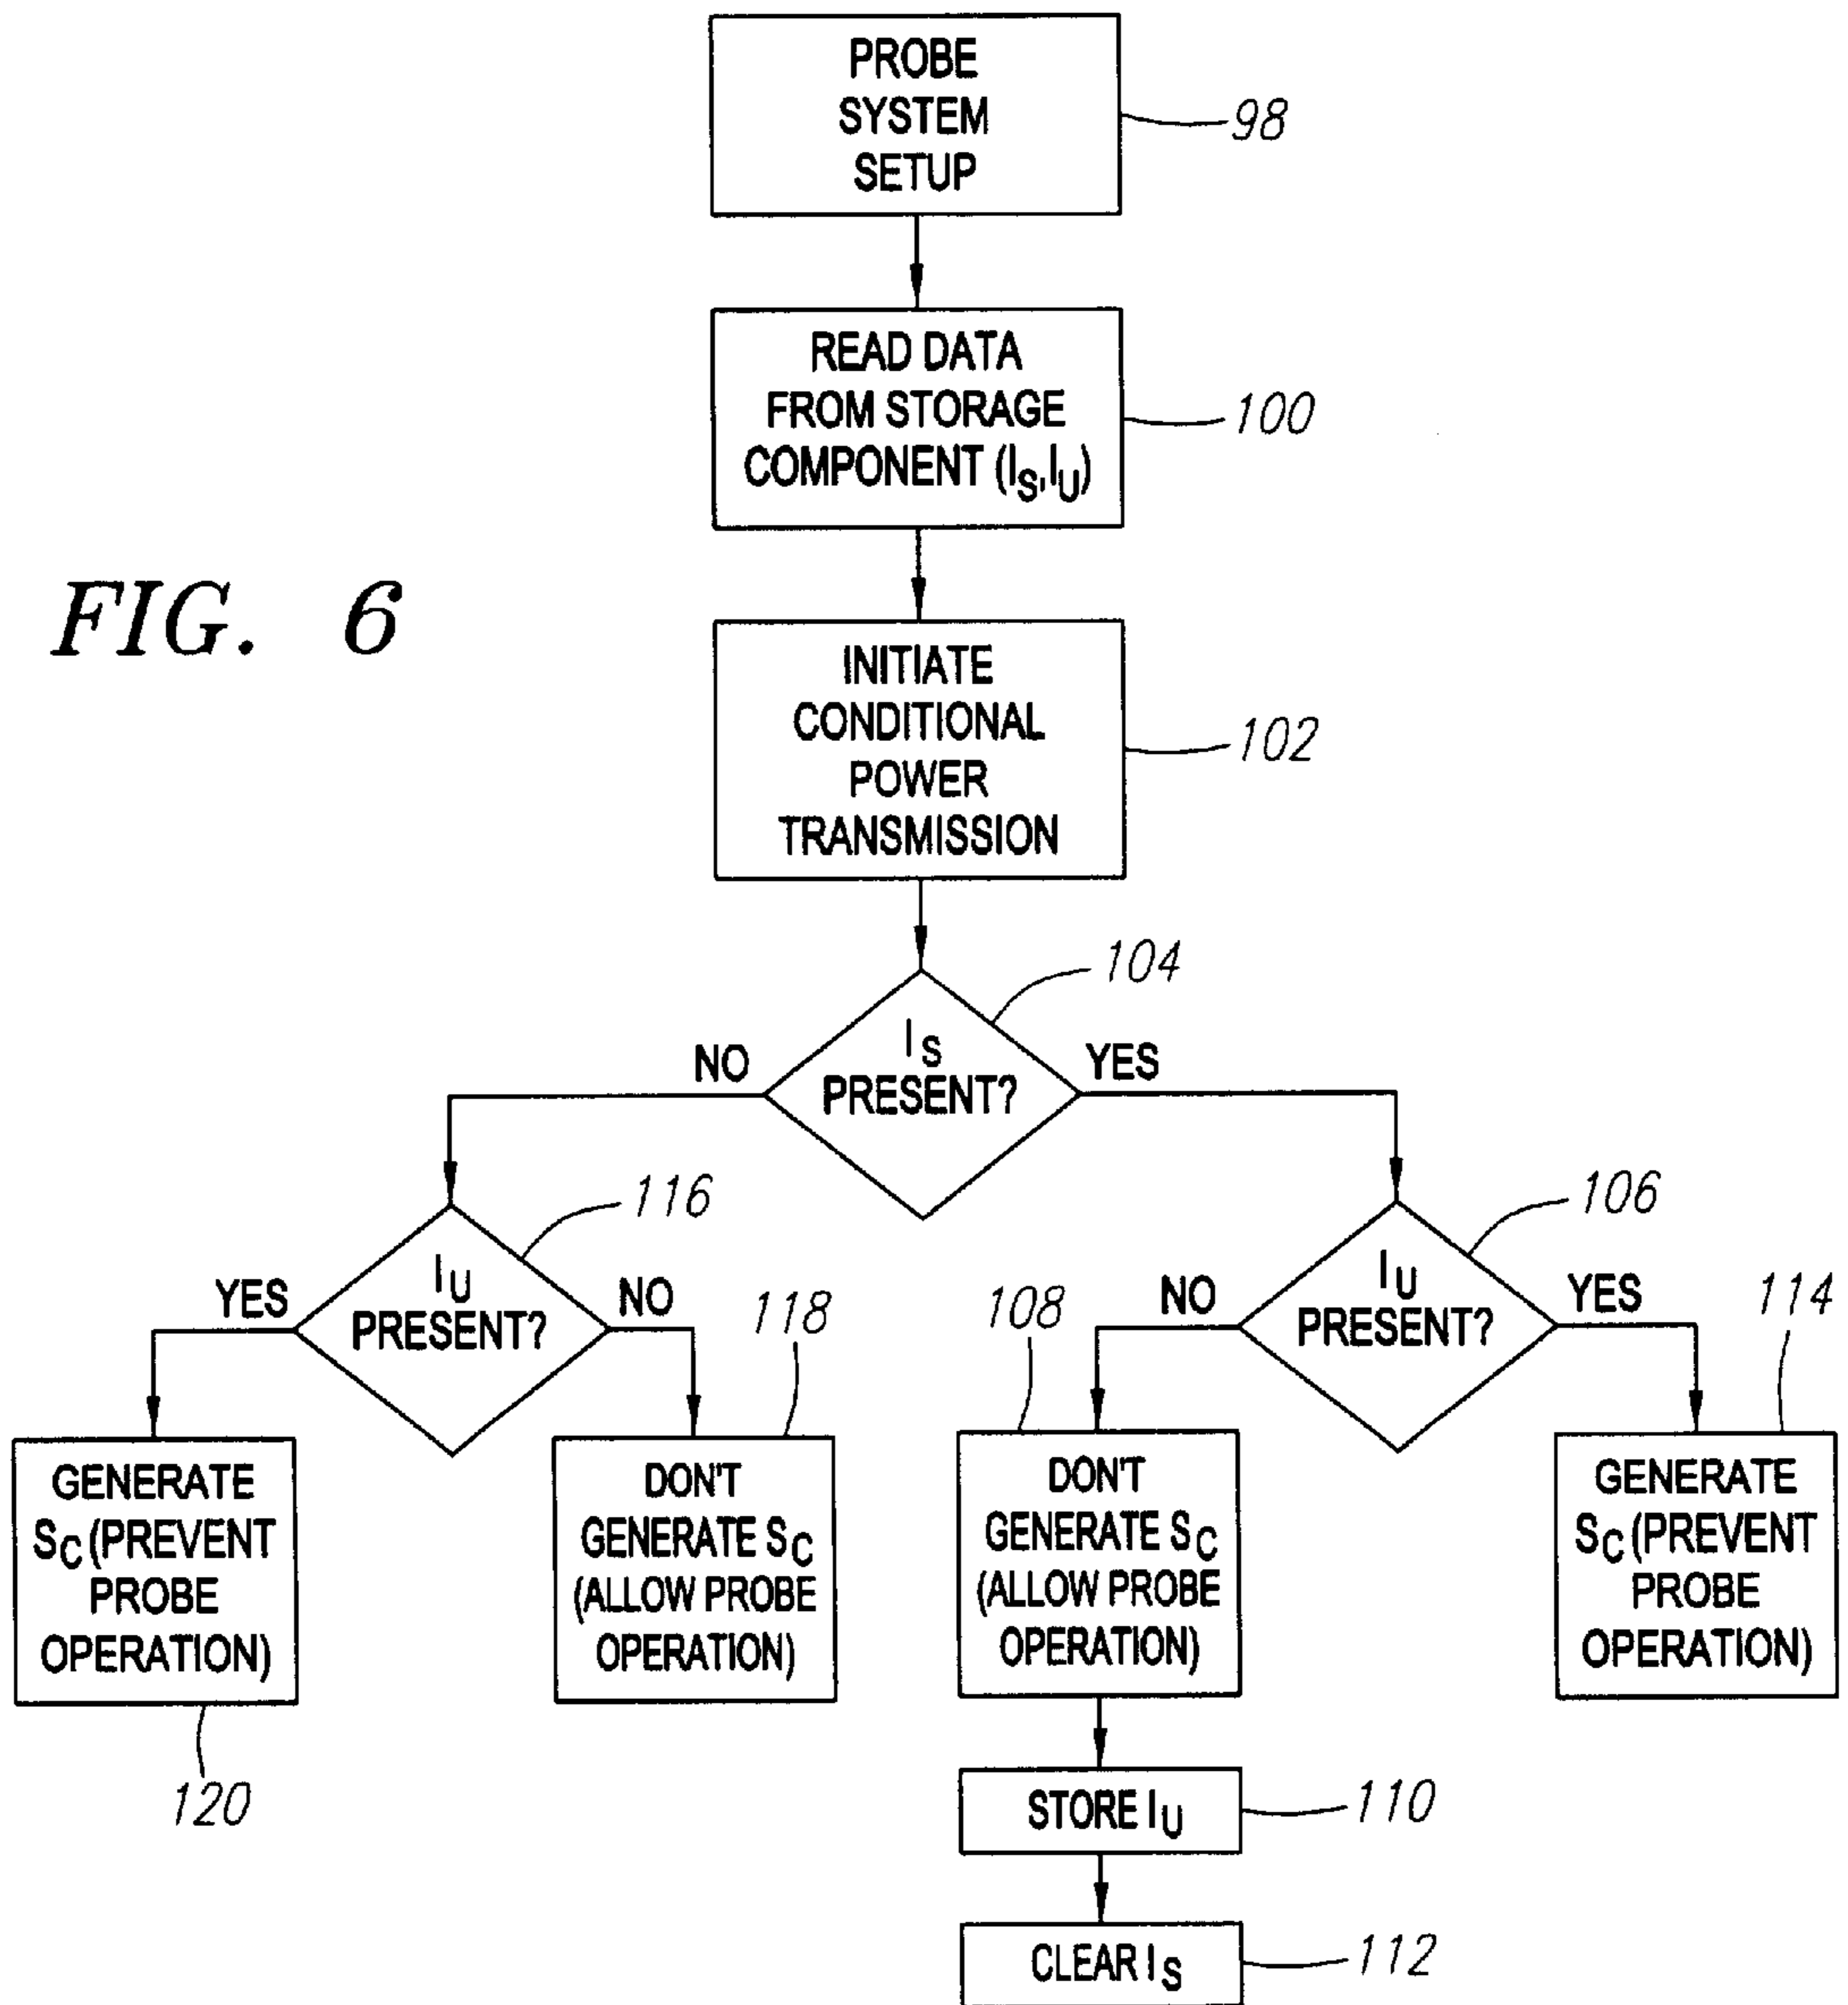 PROBE
SYSTEM
SETUP
98
READ DATA
FROM STORAGE
COMPONENT (IS,IU)
100
FIG. 6
INITIATE
CONDITIONAL
POWER
TRANSMISSION
102
104
IS
PRESENT?
NO
YES
116
IU
PRESENT?
YES
NO
118
106
IU
PRESENT?
NO
YES
108
114
GENERATE
SC (PREVENT
PROBE
OPERATION)
120
DON'T
GENERATE SC
(ALLOW PROBE
OPERATION)
DON'T
GENERATE SC
(ALLOW PROBE
OPERATION)
GENERATE
SC (PREVENT
PROBE
OPERATION)
STORE IU
110
CLEAR IS
112